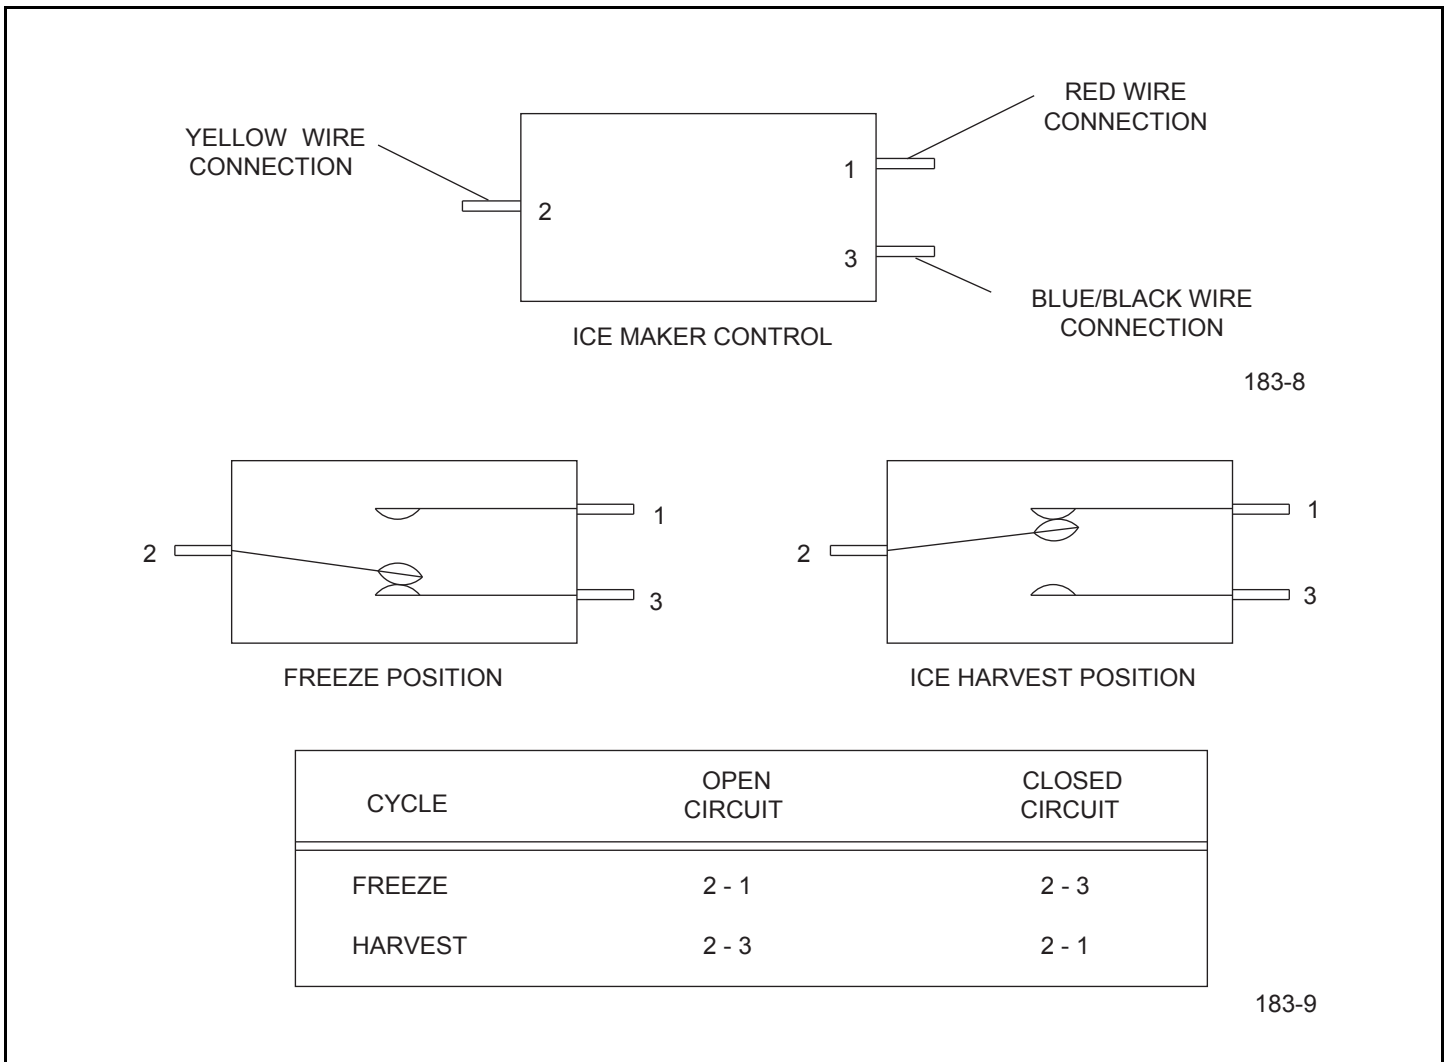 RED WIRE
CONNECTION
YELLOW WIRE
CONNECTION
1
2
3
BLUE/BLACK WIRE
CONNECTION
ICE MAKER CONTROL
183-8
2
1
3
FREEZE POSITION
2
1
3
ICE HARVEST POSITION
CYCLE
OPEN
CIRCUIT
CLOSED
CIRCUIT
FREEZE 2 - 1 2 - 3
HARVEST 2 - 3 2 - 1
183-9